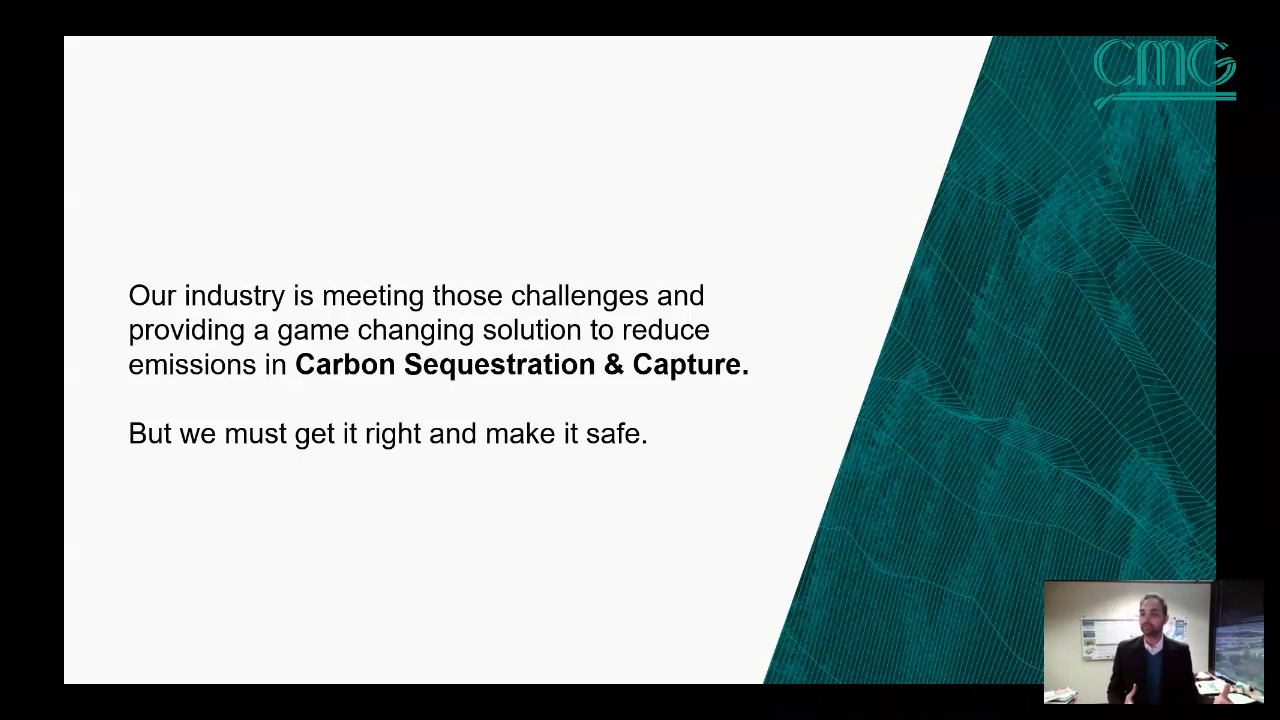 CMG
Our industry is meeting those challenges and
providing a game changing solution to reduce
emissions in Carbon Sequestration & Capture.
But we must get it right and make it safe.